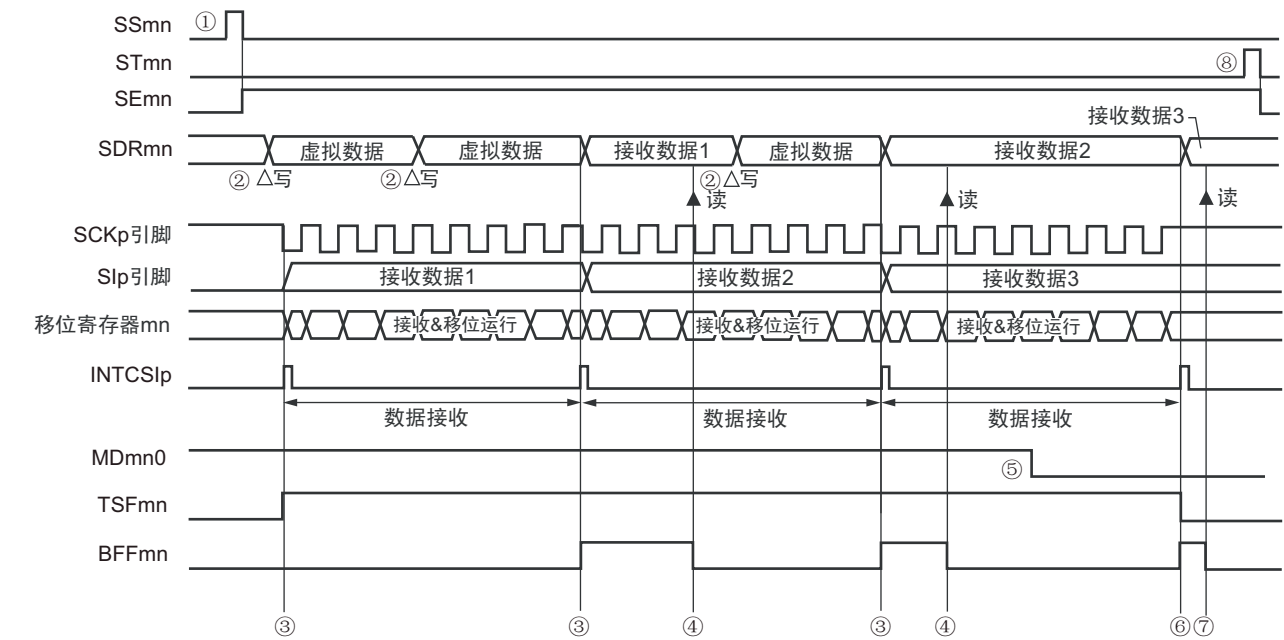 SSmn ①
STmn ⑧
SEmn
接收数据3
SDRmn 虚拟数据 虚拟数据 接收数据1 虚拟数据 接收数据2
② △写 ② △写 ② △写
读 读 读
SCKp引脚
SIp引脚 接收数据1 接收数据2 接收数据3
移位寄存器mn 接收&移位运行 接收&移位运行 接收&移位运行
INTCSIp
数据接收 数据接收 数据接收
MDmn0 ⑤
TSFmn
BFFmn
③ ③ ④ ③ ④ ⑥ ⑦